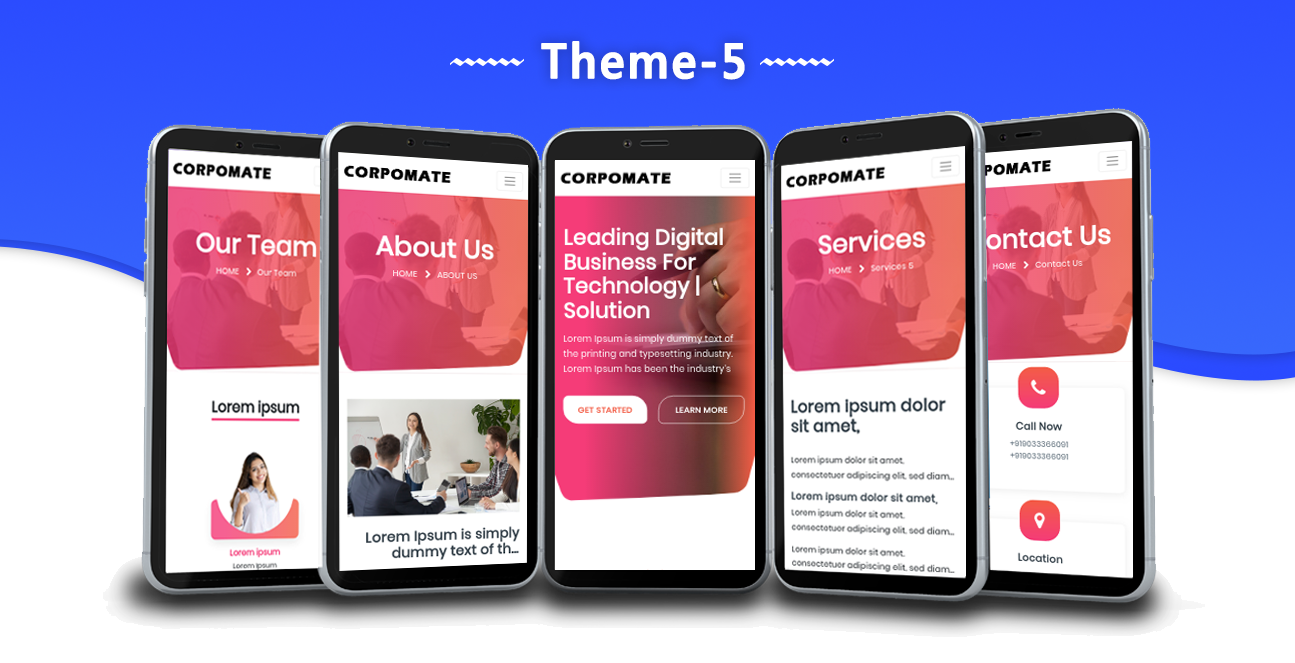 Theme-5
CORPOMATE
Our Team
HOME Our Team
Lorem ipsum
Lorem ipsum
Lorem Ipsum
CORPOMATE
About Us
HOME ABOUT US
Lorem Ipsum is simply
dummy text of th...
CORPOMATE
Leading Digital
Business For
Technology |
Solution
Lorem Ipsum is simply dummy text of
the printing and typesetting industry.
Lorem Ipsum has been the industry's
GET STARTED
LEARN MORE
CORPOMATE
Services
HOME Services 5
Lorem Ipsum dolor
sit amet,
Lorem ipsum dolor sit amet,
consectetuer adipiscing elit, sed diam...
Lorem ipsum dolor sit amet,
Lorem ipsum dolor sit amet,
consectetuer adipiscing elit, sed diam...
Lorem ipsum dolor sit amet,
consectetuer adipiscing elit, sed diam...
POMATE
ontact Us
HOME Contact Us
Call Now
+919033366091
+919033366091
Location